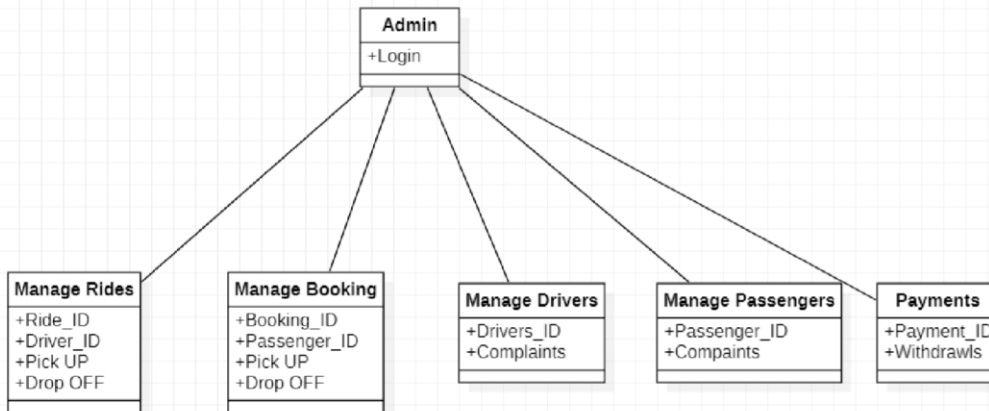 Admin
+Login
Manage Rides
+Ride_ID
+Driver_ID
+Pick UP
+Drop OFF
Manage Booking
+Booking_ID
+Passenger_ID
+Pick UP
+Drop OFF
Manage Drivers
+Drivers_ID
+Complaints
Manage Passengers
+Passenger_ID
+Compaints
Payments
+Payment_ID
+Withdrawls